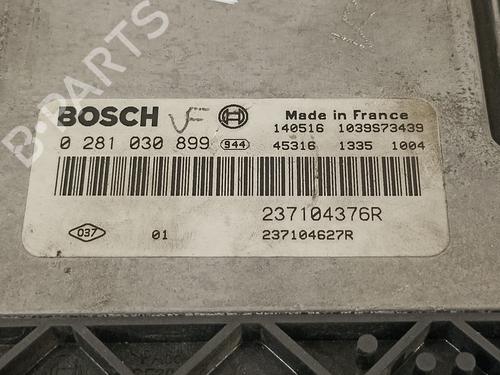 B-PARTS
BOSCH VF Made in France
140516 1039S73439
0 281 030 899 944 45316 1335 1004
237104376R
037 01 237104627R